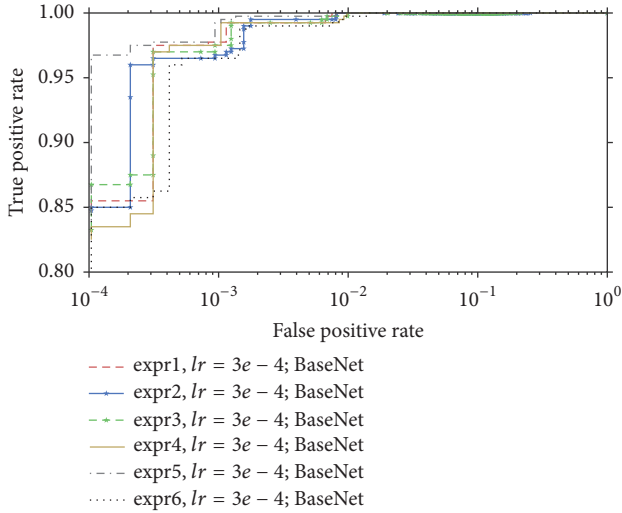 1.00
0.95
0.90
0.85
0.80
True positive rate
10⁻⁴
10⁻³
10⁻²
10⁻¹
10⁰
False positive rate
expr1, lr = 3e − 4; BaseNet
expr2, lr = 3e − 4; BaseNet
expr3, lr = 3e − 4; BaseNet
expr4, lr = 3e − 4; BaseNet
expr5, lr = 3e − 4; BaseNet
expr6, lr = 3e − 4; BaseNet